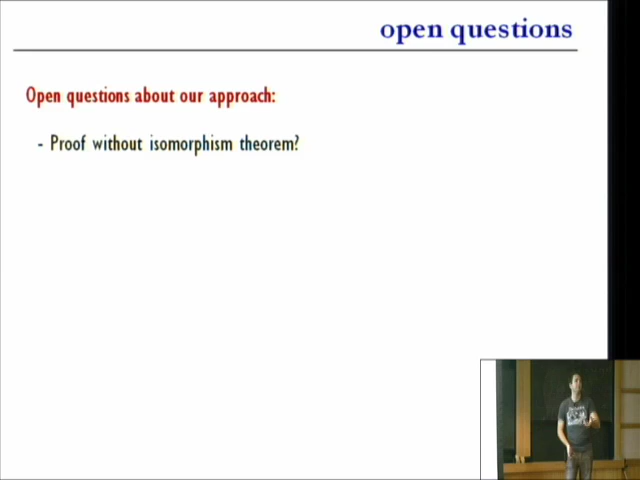 open questions
Open questions about our approach:
- Proof without isomorphism theorem?